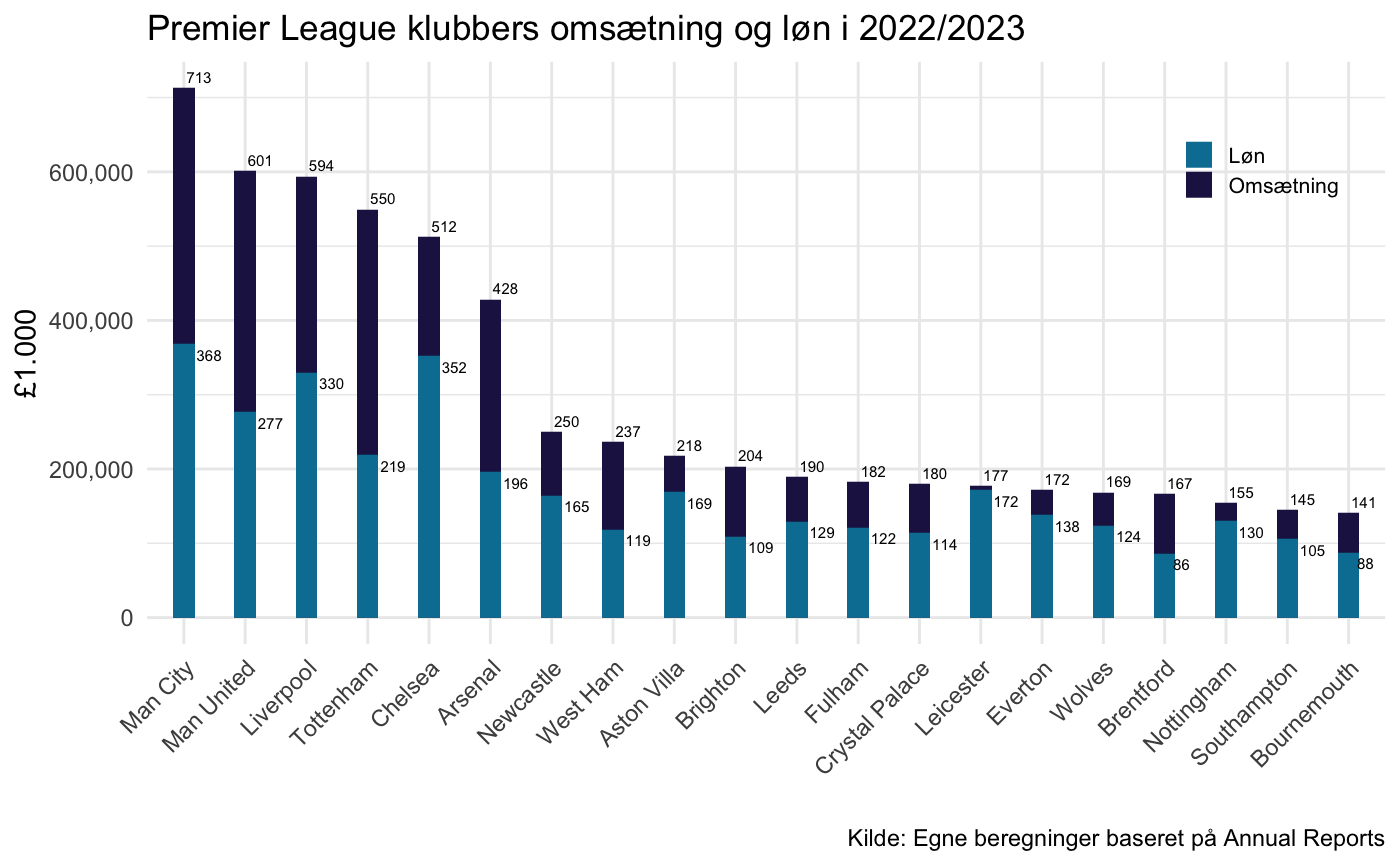 Premier League klubbers omsætning og løn i 2022/2023
£1.000
600,000
400,000
200,000
0
Løn
Omsætning
713
601
594
550
512
428
250
237
218
204
190
182
180
177
172
169
167
155
145
141
368
277
330
219
352
196
165
119
169
109
129
122
114
172
138
124
86
130
105
88
Man City
Man United
Liverpool
Tottenham
Chelsea
Arsenal
Newcastle
West Ham
Aston Villa
Brighton
Leeds
Fulham
Crystal Palace
Leicester
Everton
Wolves
Brentford
Nottingham
Southampton
Bournemouth
Kilde: Egne beregninger baseret på Annual Reports